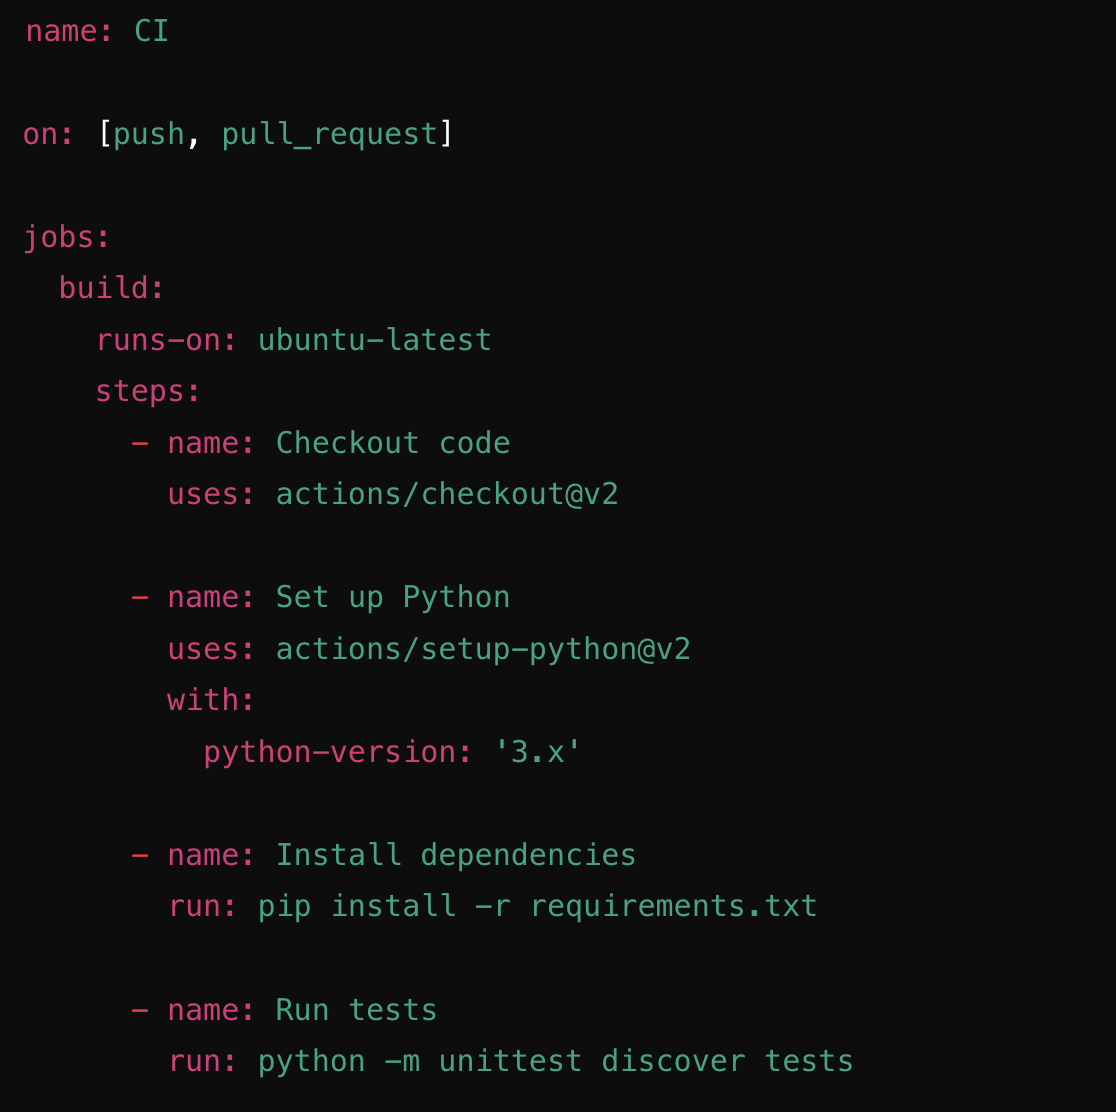 name: CI

on: [push, pull_request]

jobs:
  build:
    runs-on: ubuntu-latest
    steps:
      - name: Checkout code
        uses: actions/checkout@v2

      - name: Set up Python
        uses: actions/setup-python@v2
        with:
          python-version: '3.x'

      - name: Install dependencies
        run: pip install -r requirements.txt

      - name: Run tests
        run: python -m unittest discover tests